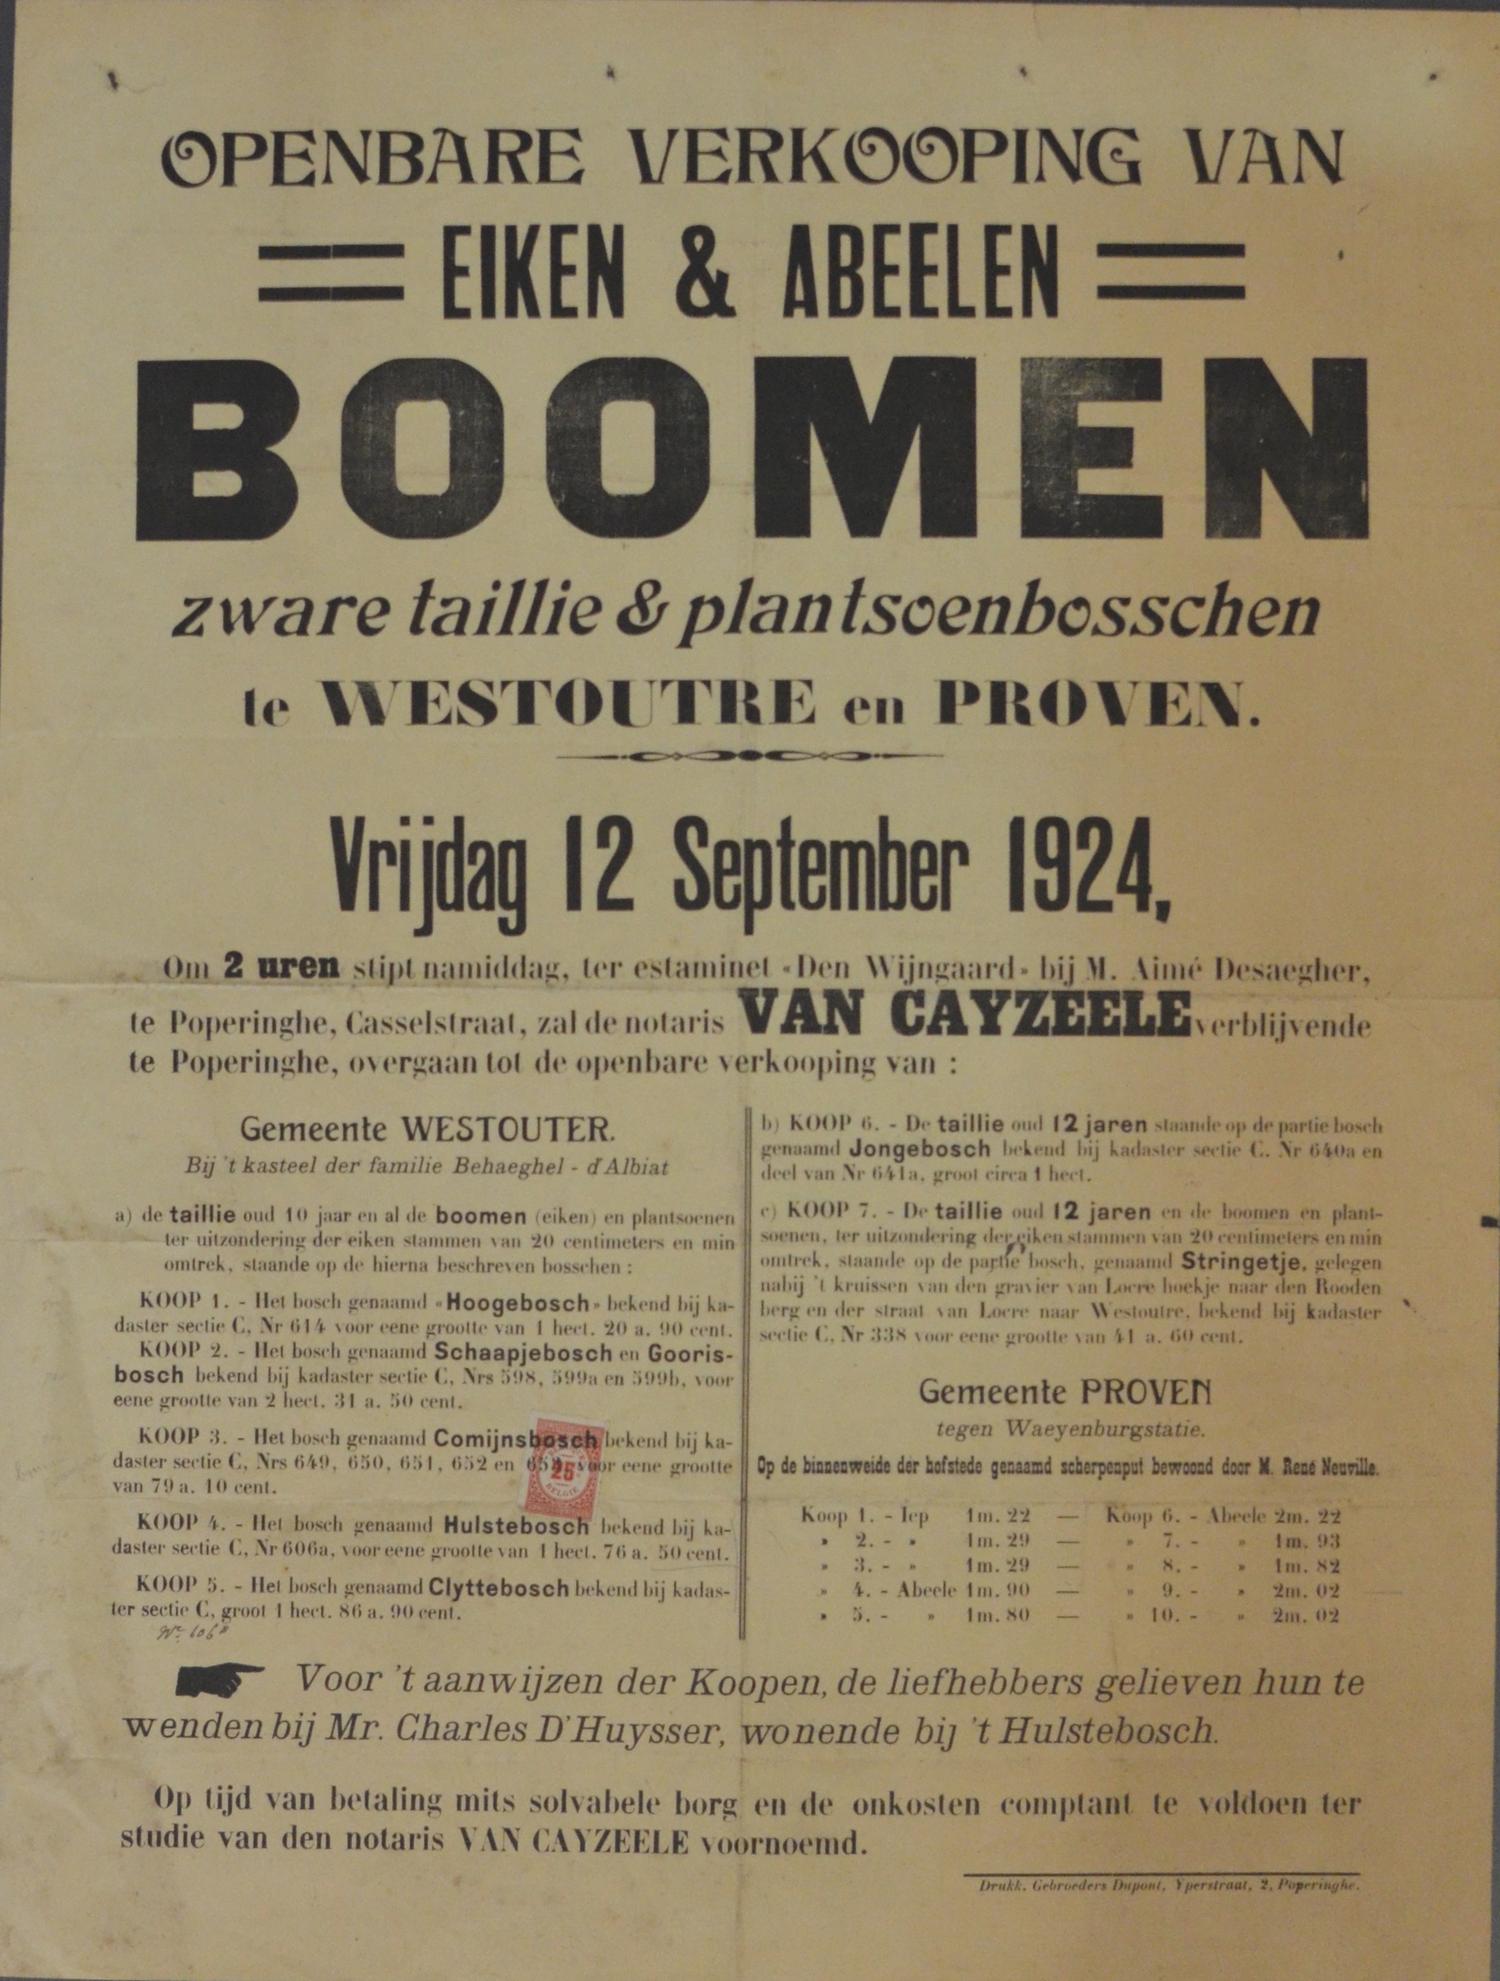 OPENBARE VERKOOPING VAN
EIKEN & ABEELEN
BOOMEN
zware taillie & plantsoenbosschen
te WESTOUTRE en PROVEN.
Vrijdag 12 September 1924,
Om 2 uren stipt namiddag, ter estaminet «Den Wijngaard» bij M. Aimé Desaegher,
te Poperinghe, Casselstraat, zal de notaris VAN CAYZEELE verblijvende
te Poperinghe, overgaan tot de openbare verkooping van :
Gemeente WESTOUTER.
Bij 't kasteel der familie Behaeghel - d'Albiat
a) de taillie oud 10 jaar en al de boomen (eiken) en plantsoenen
ter uitzondering der eiken stammen van 20 centimeters en min
omtrek, staande op de hierna beschreven bosschen :
KOOP 1. - Het bosch genaamd «Hoogebosch» bekend bij ka-
daster sectie C, Nr 614 voor eene grootte van 1 hect. 20 a. 90 cent.
KOOP 2. - Het bosch genaamd Schaapjebosch en Gooris-
bosch bekend bij kadaster sectie C, Nrs 598, 599a en 599b, voor
eene grootte van 2 hect. 31 a. 50 cent.
KOOP 3. - Het bosch genaamd Comijnsbosch bekend bij ka-
daster sectie C, Nrs 649, 650, 651, 652 en voor eene grootte
van 79 a. 10 cent.
25
BELGIE
KOOP 4. - Het bosch genaamd Hulstebosch bekend bij ka-
daster sectie C, Nr 606a, voor eene grootte van 1 hect. 76 a. 50 cent.
KOOP 5. - Het bosch genaamd Clyttebosch bekend bij kadas-
ter sectie C, groot 1 hect. 86 a. 90 cent.
b) KOOP 6. - De taillie oud 12 jaren staande op de partie bosch
genaamd Jongebosch bekend bij kadaster sectie C. Nr 640a en
deel van Nr 641a, groot circa 1 hect.
c) KOOP 7. - De taillie oud 12 jaren en de boomen en plant-
soenen, ter uitzondering der eiken stammen van 20 centimeters en min
omtrek, staande op de partie bosch, genaamd Stringetje, gelegen
nabij 't kruissen van den gravier van Locre hoekje naar den Rooden
berg en der straat van Locre naar Westoutre, bekend bij kadaster
sectie C, Nr 338 voor eene grootte van 41 a. 60 cent.
Gemeente PROVEN
tegen Waeyenburgstatie.
Op de binnenweide der hofstede genaamd scherpenput bewoond door M. René Neuville.
Koop 1. - Iep 1m. 22 — Koop 6. - Abeele 2m. 22
» 2. - » 1m. 29 — » 7. - » 1m. 93
» 3. - » 1m. 29 — » 8. - » 1m. 82
» 4. - Abeele 1m. 90 — » 9. - » 2m. 02
» 5. - » 1m. 80 — » 10. - » 2m. 02
Voor 't aanwijzen der Koopen, de liefhebbers gelieven hun te
wenden bij Mr. Charles D'Huysser, wonende bij 't Hulstebosch.
Op tijd van betaling mits solvabele borg en de onkosten comptant te voldoen ter
studie van den notaris VAN CAYZEELE voornoemd.
Drukk. Gebroeders Dupont, Yperstraat, 2, Poperinghe.